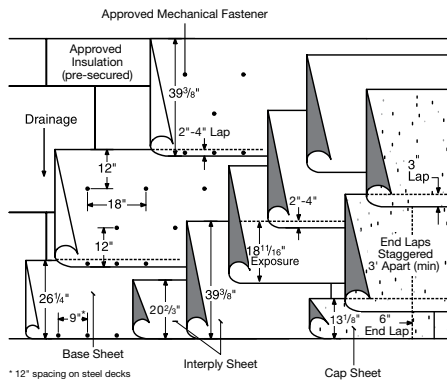 Approved Mechanical Fastener
Approved
Insulation
(pre-secured)
39³⁄₈"
Drainage
2"-4" Lap
12"
3"
Lap
18"
2"-4"
12"
18¹¹⁄₁₆"
Exposure
End Laps
Staggered
3' Apart (min)
26¹⁄₄"
39³⁄₈"
20²⁄₃"
13¹⁄₈"
9"*
6"
End Lap
Base Sheet
Interply Sheet
Cap Sheet
* 12" spacing on steel decks